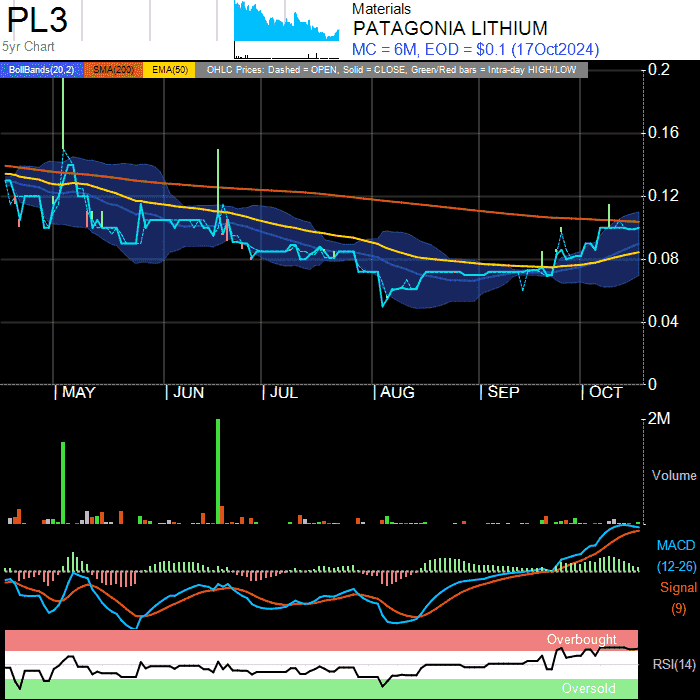 PL3
5yr Chart
Materials
PATAGONIA LITHIUM
MC = 6M, EOD = $0.1 (17Oct2024)
BollBands(20,2) SMA(200) EMA(50) OHLC Prices: Dashed = OPEN, Solid = CLOSE, Green/Red bars = Intra-day HIGH/LOW
0.2
0.16
0.12
0.08
0.04
0
MAY JUN JUL AUG SEP OCT
2M
Volume
MACD
(12-26)
Signal
(9)
Overbought
RSI(14)
Oversold